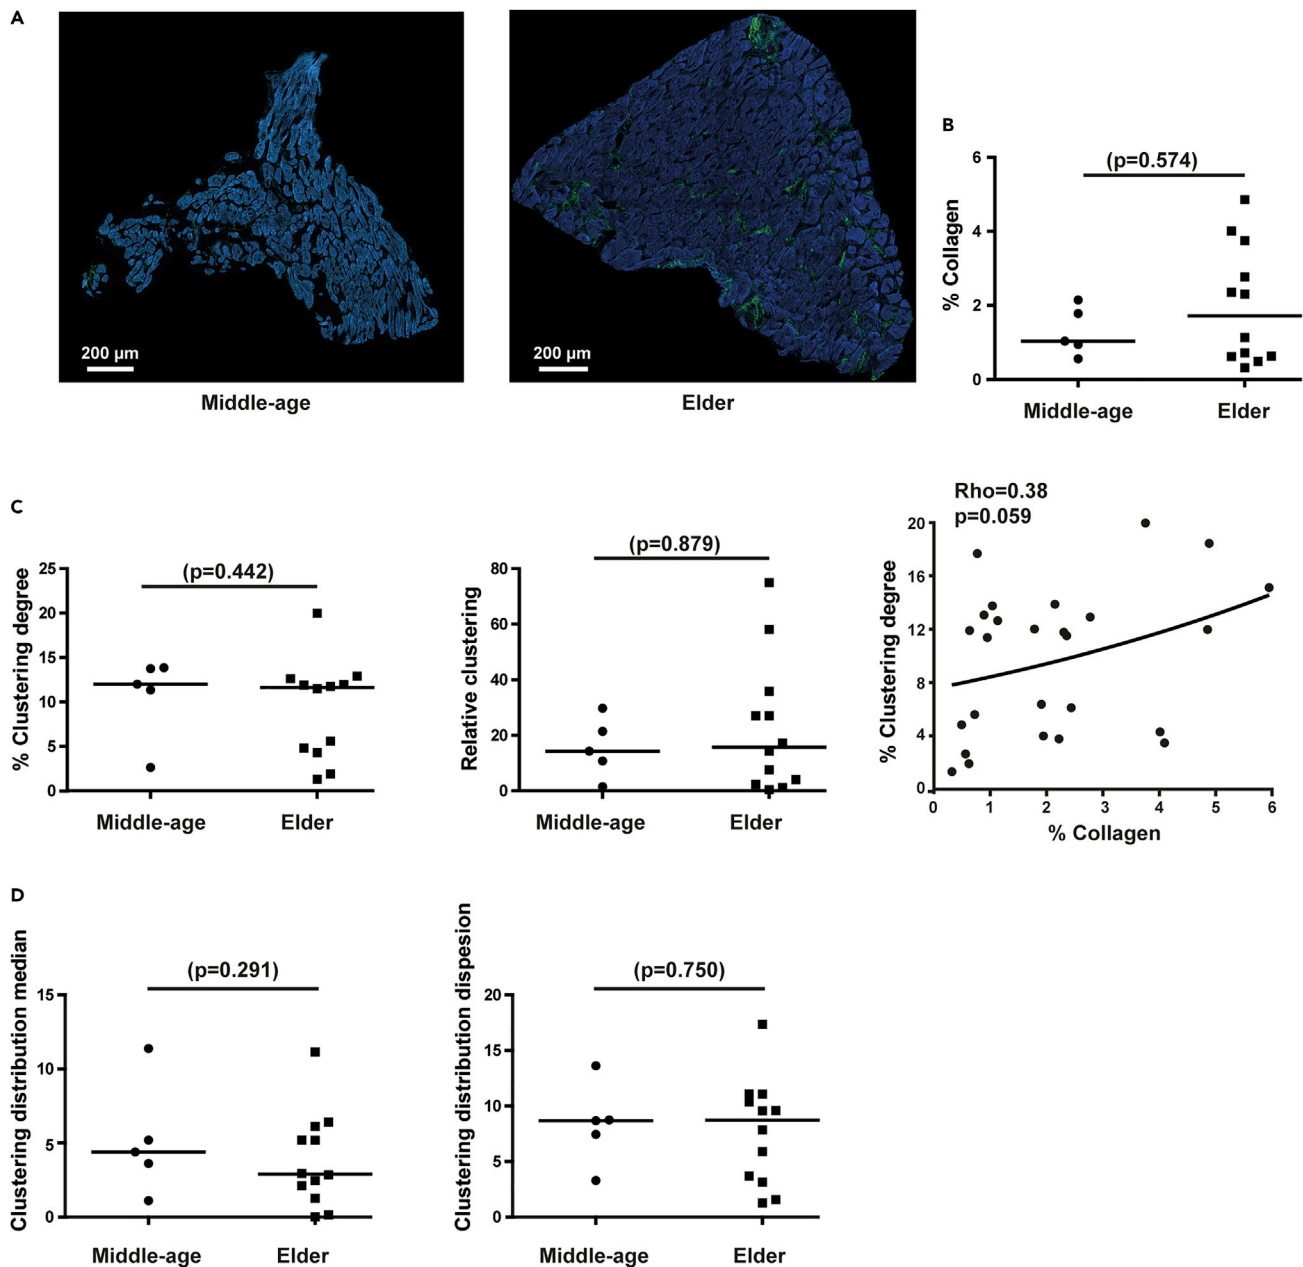 A
200 µm
Middle-age
200 µm
Elder
B
% Collagen
6
4
2
0
(p=0.574)
Middle-age
Elder
C
% Clustering degree
25
20
15
10
5
0
(p=0.442)
Middle-age
Elder
Relative clustering
80
60
40
20
0
(p=0.879)
Middle-age
Elder
Rho=0.38
p=0.059
% Clustering degree
20
16
12
8
4
0
0 1 2 3 4 5 6
% Collagen
D
Clustering distribution median
15
10
5
0
(p=0.291)
Middle-age
Elder
Clustering distribution dispesion
20
15
10
5
0
(p=0.750)
Middle-age
Elder